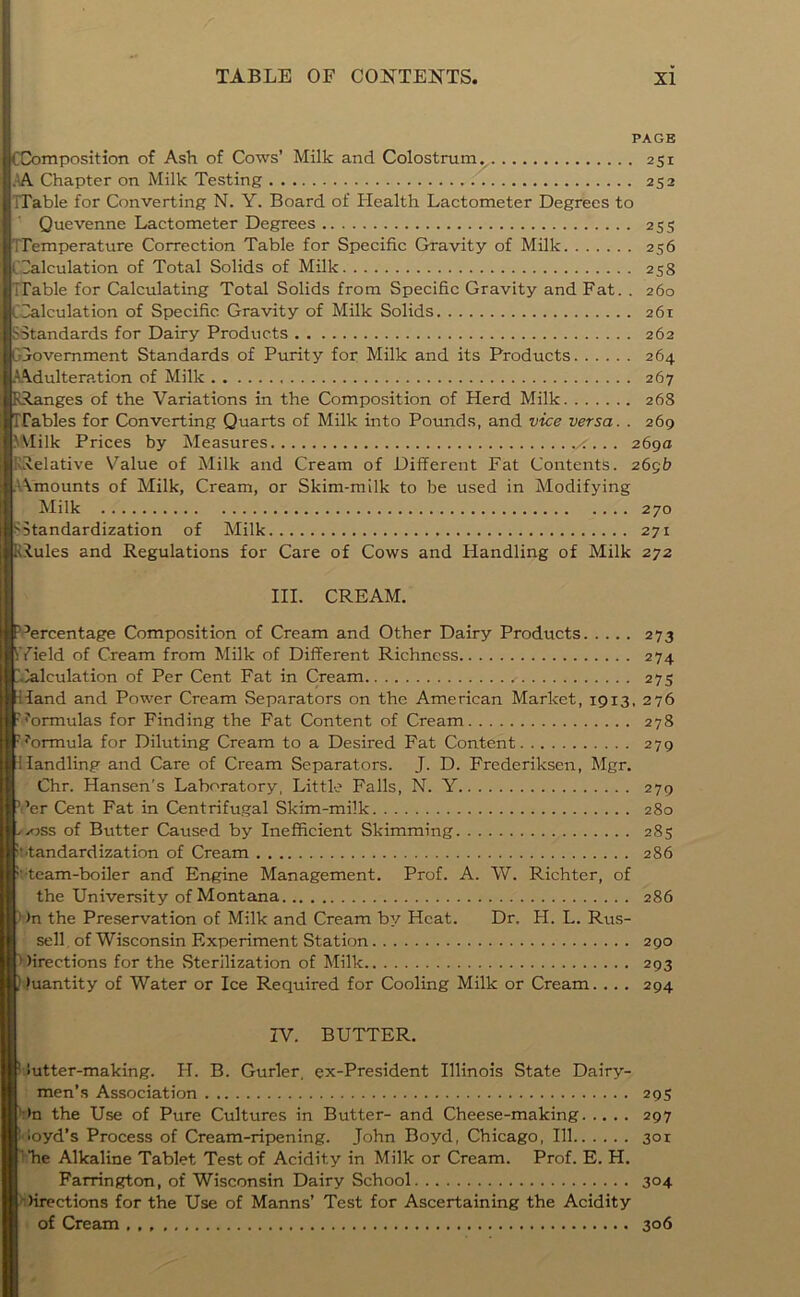 TABLE OF CONTENTS. xi
PAGE
Composition of Ash of Cows' Milk and Colostrum. 251
A Chapter on Milk Testing 252
Table for Converting N. Y. Board of Health Lactometer Degrees to
Quevenne Lactometer Degrees 255
Temperature Correction Table for Specific Gravity of Milk 256
Calculation of Total Solids of Milk 258
Table for Calculating Total Solids from Specific Gravity and Fat. . 260
Calculation of Specific Gravity of Milk Solids 261
Standards for Dairy Products 262
Government Standards of Purity for Milk and its Products 264
Adulteration of Milk 267
Ranges of the Variations in the Composition of Herd Milk 268
Tables for Converting Quarts of Milk into Pounds, and vice versa. . 269
Milk Prices by Measures 269a
Relative Value of Milk and Cream of Different Fat Contents. 269b
Amounts of Milk, Cream, or Skim-milk to be used in Modifying
Milk 270
Standardization of Milk 271
Rules and Regulations for Care of Cows and Handling of Milk 272
III. CREAM.
Percentage Composition of Cream and Other Dairy Products 273
Yield of Cream from Milk of Different Richness 274
Calculation of Per Cent Fat in Cream 275
Hand and Power Cream Separators on the American Market, 1913, 276
Formulas for Finding the Fat Content of Cream 278
Formula for Diluting Cream to a Desired Fat Content 279
Handling and Care of Cream Separators. J. D. Frederiksen, Mgr.
Chr. Hansen's Laboratory, Little Falls, N. Y. 279
Per Cent Fat in Centrifugal Skim-milk 280
Loss of Butter Caused by Inefficient Skimming 285
Standardization of Cream 286
Steam-boiler and Engine Management. Prof. A. W. Richter, of
the University of Montana 286
On the Preservation of Milk and Cream by Heat. Dr. H. L. Rus-
sell of Wisconsin Experiment Station 290
Directions for the Sterilization of Milk 293
Quantity of Water or Ice Required for Cooling Milk or Cream 294
IV. BUTTER.
Butter-making. H. B. Gurler, ex-President Illinois State Dairy-
men's Association 295
On the Use of Pure Cultures in Butter- and Cheese-making 297
Boyd's Process of Cream-ripening. John Boyd, Chicago, Ill. 301
The Alkaline Tablet Test of Acidity in Milk or Cream. Prof. E. H.
Farrington, of Wisconsin Dairy School 304
Directions for the Use of Manns' Test for Ascertaining the Acidity
of Cream 306